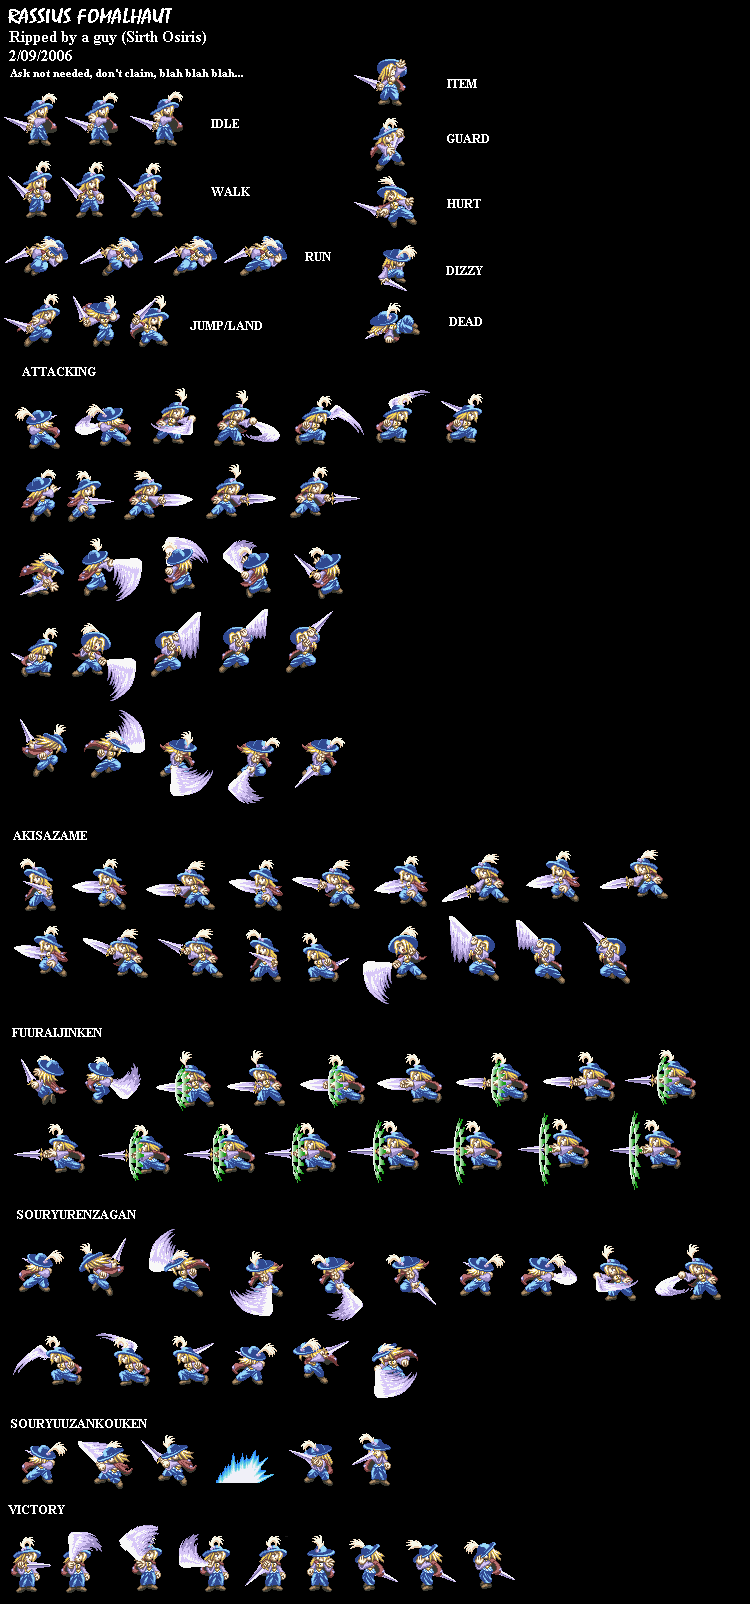 RASSIUS FOMALHAUT
Ripped by a guy (Sirth Osiris)
2/09/2006
Ask not needed, don't claim, blah blah blah...
IDLE
WALK
RUN
JUMP/LAND
ITEM
GUARD
HURT
DIZZY
DEAD
ATTACKING
AKISAZAME
FUURAIJINKEN
SOURYURENZAGAN
SOURYUUZANKOUKEN
VICTORY